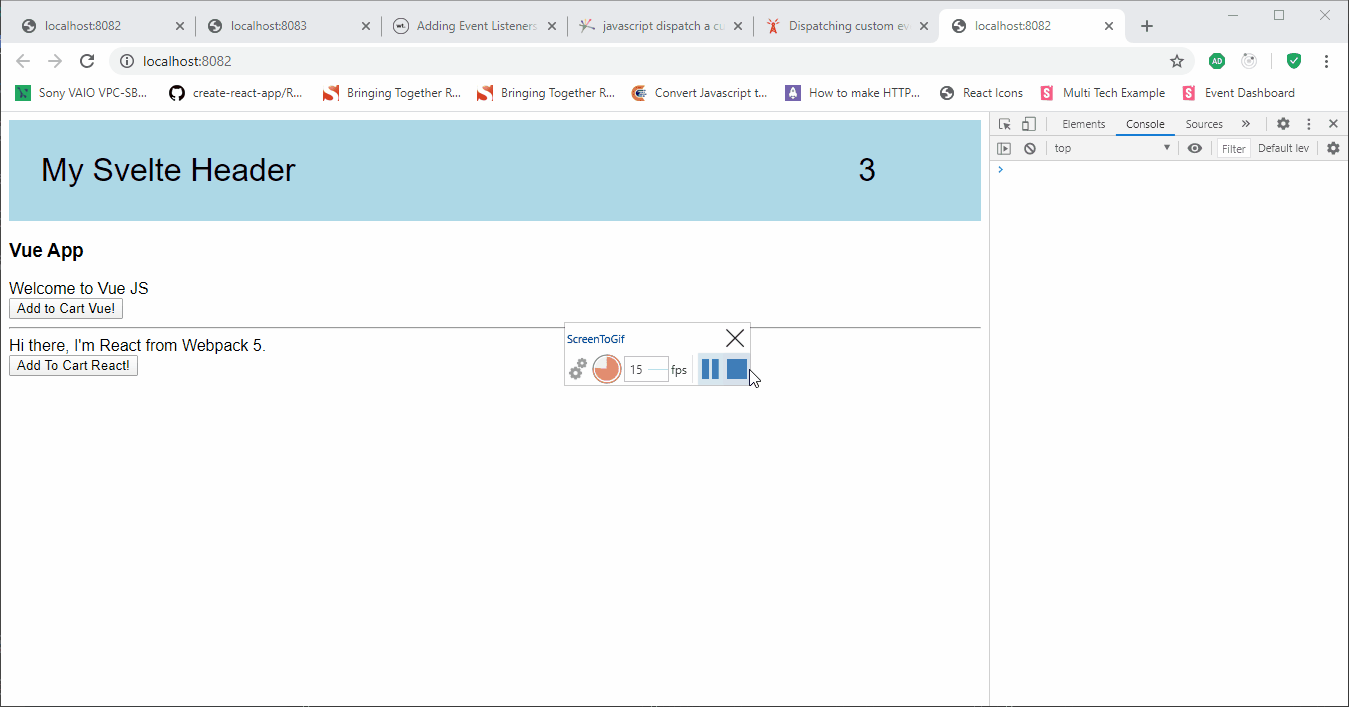 localhost:8082
localhost:8083
wt.
Adding Event Listeners
javascript dispatch a cu
Dispatching custom ev
localhost:8082
localhost:8082
AD
Sony VAIO VPC-SB...
create-react-app/R...
Bringing Together R...
Bringing Together R...
Convert Javascript t...
How to make HTTP...
React Icons
Multi Tech Example
Event Dashboard
Elements
Console
Sources
top
Filter
Default lev
My Svelte Header
3
Vue App
Welcome to Vue JS
Add to Cart Vue!
Hi there, I'm React from Webpack 5.
Add To Cart React!
ScreenToGif
15
fps